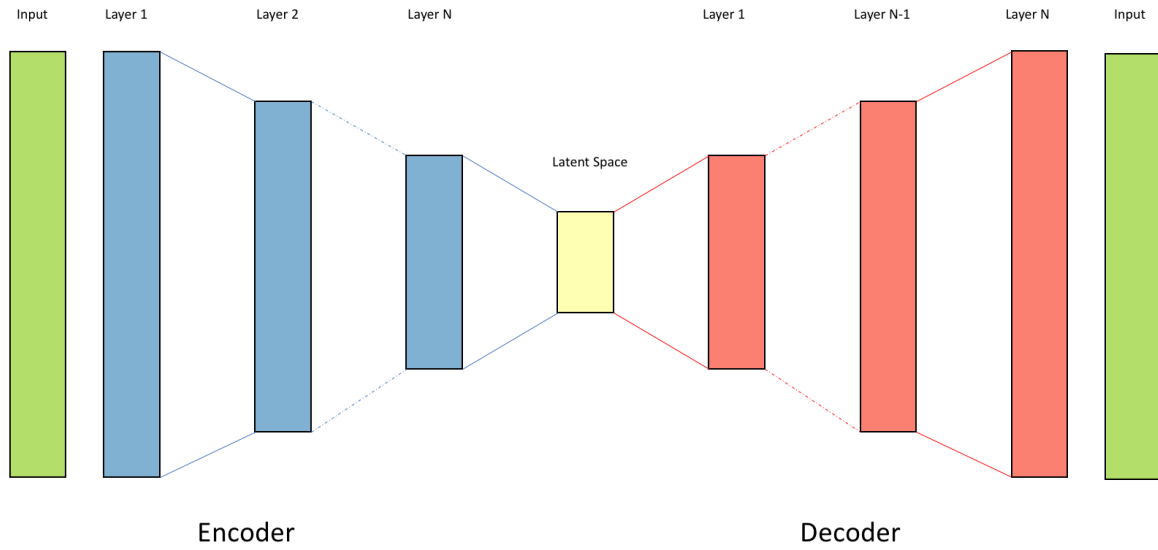 Input
Layer 1
Layer 2
Layer N
Latent Space
Layer 1
Layer N-1
Layer N
Input
Encoder
Decoder